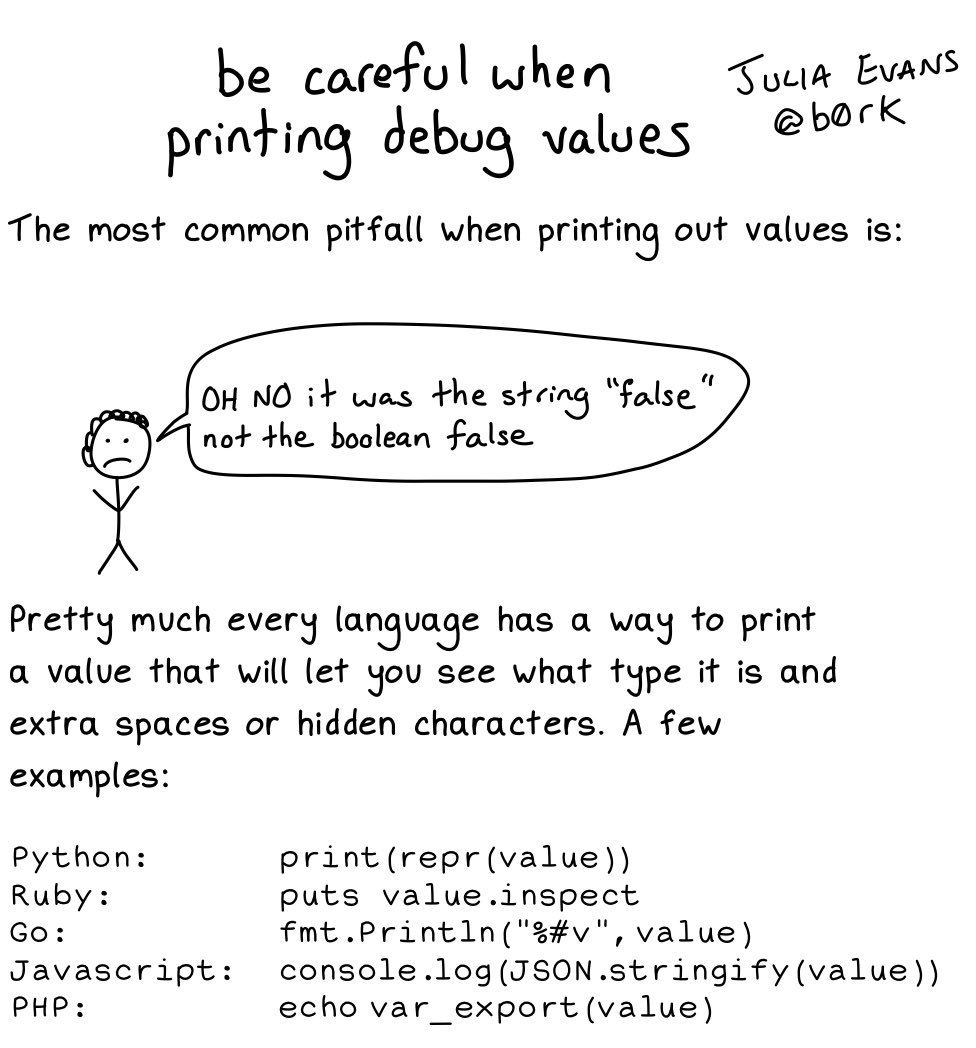 be careful when
printing debug values
JULIA EVANS
@b0rk
The most common pitfall when printing out values is:
OH NO it was the string "false"
not the boolean false
Pretty much every language has a way to print
a value that will let you see what type it is and
extra spaces or hidden characters. A few
examples:
Python: print(repr(value))
Ruby: puts value.inspect
Go: fmt.Println("%#v", value)
Javascript: console.log(JSON.stringify(value))
PHP: echo var_export(value)